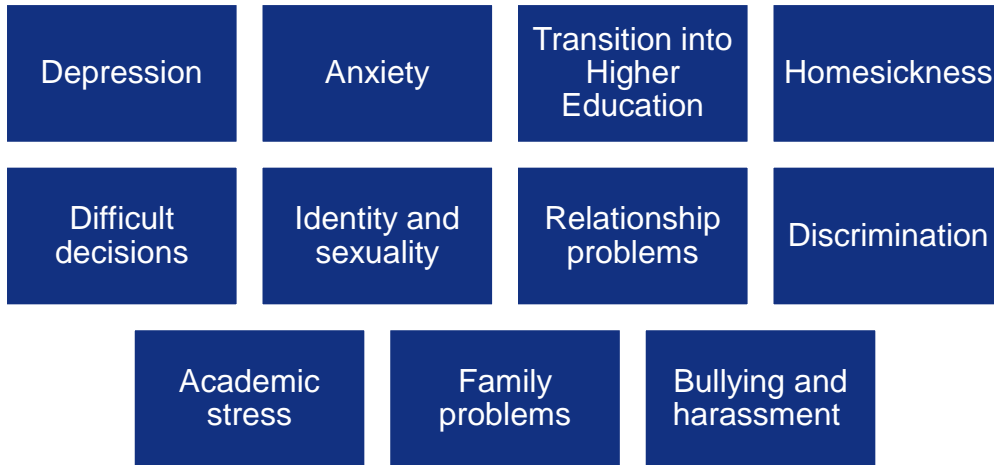 Depression
Anxiety
Transition into
Higher
Education
Homesickness
Difficult
decisions
Identity and
sexuality
Relationship
problems
Discrimination
Academic
stress
Family
problems
Bullying and
harassment